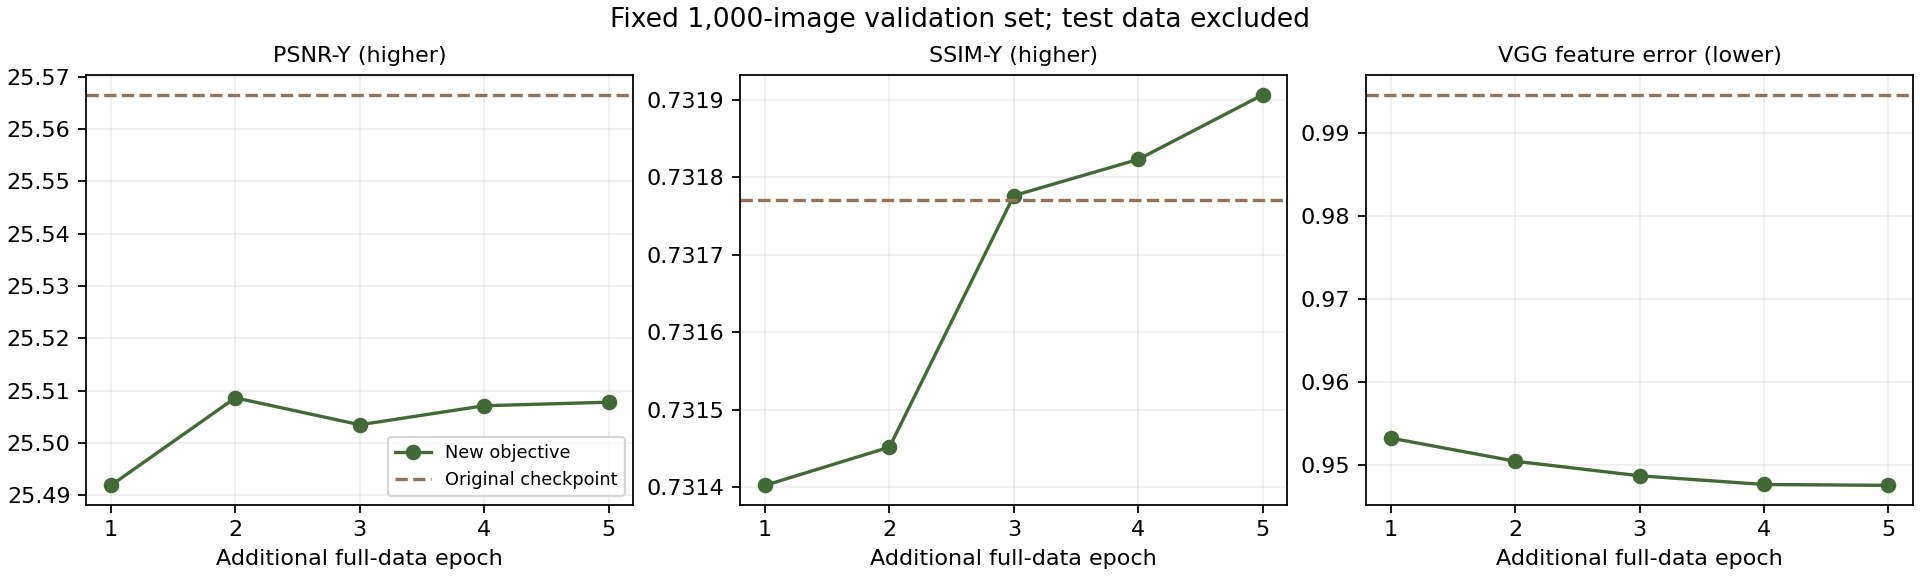 Fixed 1,000-image validation set; test data excluded
PSNR-Y (higher)
25.57
25.56
25.55
25.54
25.53
25.52
25.51
25.50
25.49
1 2 3 4 5
Additional full-data epoch
New objective
Original checkpoint
SSIM-Y (higher)
0.7319
0.7318
0.7317
0.7316
0.7315
0.7314
1 2 3 4 5
Additional full-data epoch
VGG feature error (lower)
0.99
0.98
0.97
0.96
0.95
1 2 3 4 5
Additional full-data epoch